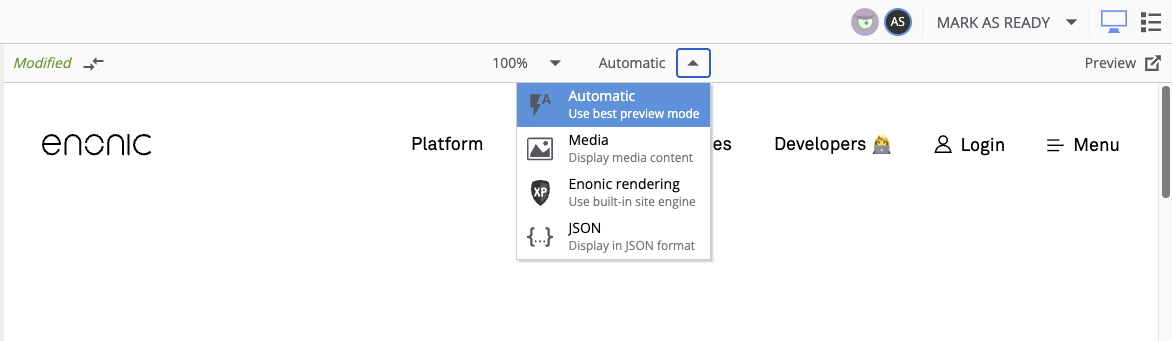 AS
MARK AS READY
Modified
100%
Automatic
Preview
Automatic
Use best preview mode
Media
Display media content
Enonic rendering
Use built-in site engine
JSON
Display in JSON format
enonic
Platform
es
Developers
Login
Menu
XP
A
{...}